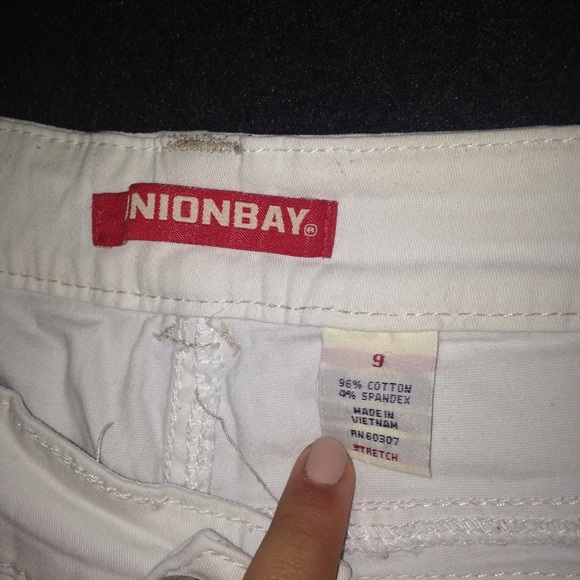 NIONBAY®
9
96% COTTON
4% SPANDEX
MADE IN
VIETNAM
RN 60307
STRETCH